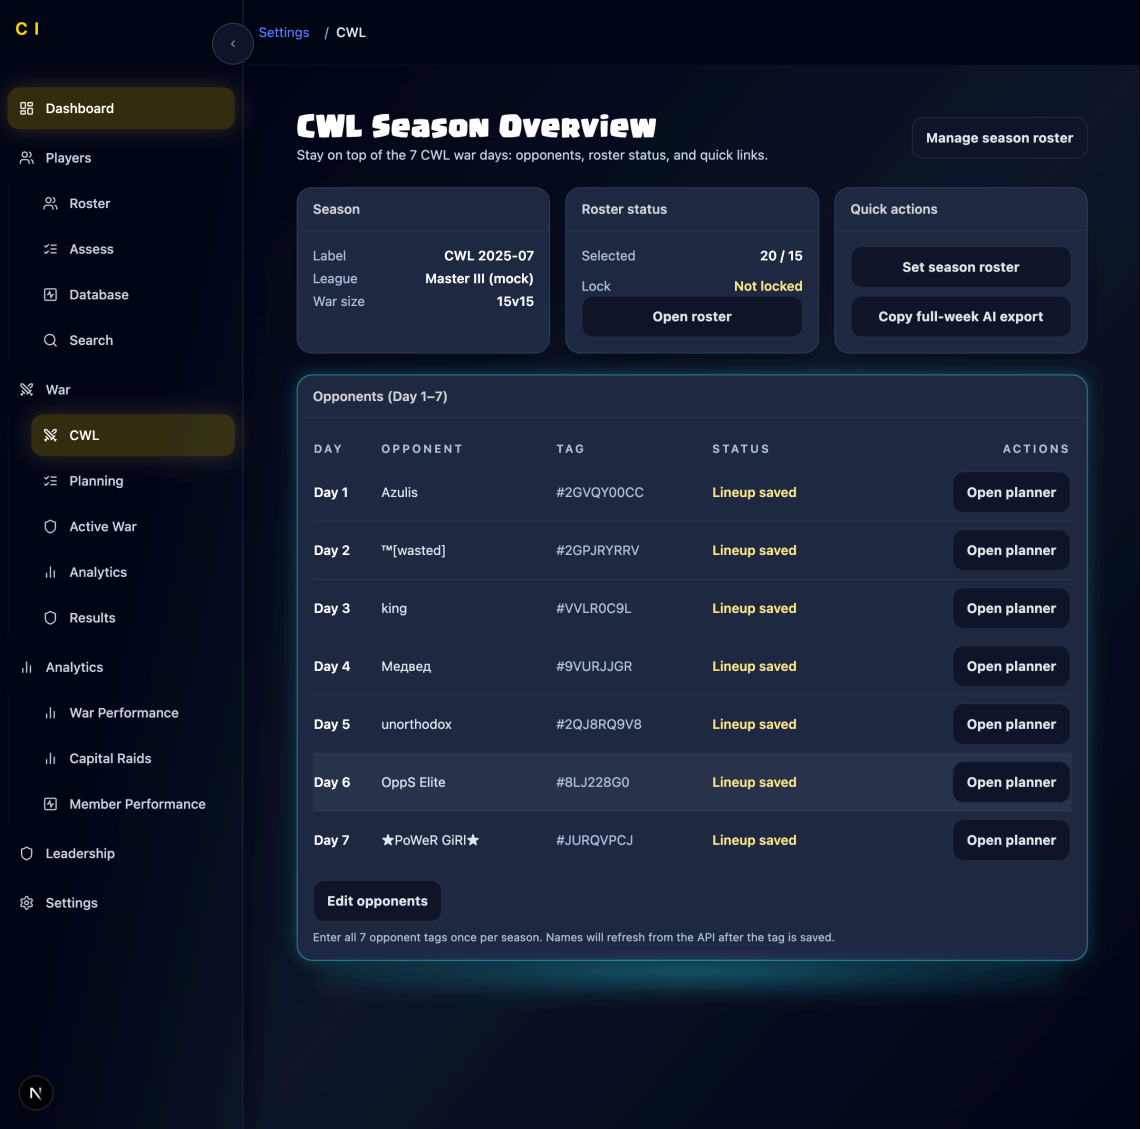 C I
Settings / CWL
Dashboard
Players
Roster
Assess
Database
Search
War
CWL
Planning
Active War
Analytics
Results
Analytics
War Performance
Capital Raids
Member Performance
Leadership
Settings
N
CWL Season Overview
Stay on top of the 7 CWL war days: opponents, roster status, and quick links.
Manage season roster
Season
Label CWL 2025-07
League Master III (mock)
War size 15v15
Roster status
Selected 20 / 15
Lock Not locked
Open roster
Quick actions
Set season roster
Copy full-week AI export
Opponents (Day 1–7)
DAY OPPONENT TAG STATUS ACTIONS
Day 1 Azulis #2GVQY00CC Lineup saved Open planner
Day 2 ™[wasted] #2GPJRYRRV Lineup saved Open planner
Day 3 king #VVLR0C9L Lineup saved Open planner
Day 4 Медвед #9VURJJGR Lineup saved Open planner
Day 5 unorthodox #2QJ8RQ9V8 Lineup saved Open planner
Day 6 OppS Elite #8LJ228G0 Lineup saved Open planner
Day 7 ★PoWeR GiRl★ #JURQVPCJ Lineup saved Open planner
Edit opponents
Enter all 7 opponent tags once per season. Names will refresh from the API after the tag is saved.